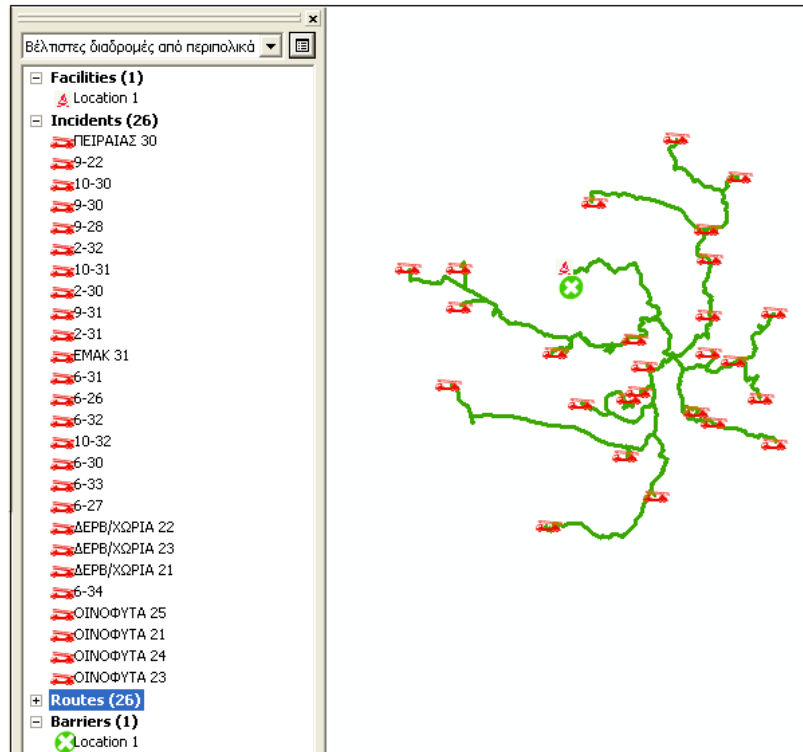 Βέλτιστες διαδρομές από περιπολικά
Facilities (1)
Location 1
Incidents (26)
ΠΕΙΡΑΙΑΣ 30
9-22
10-30
9-30
9-28
2-32
10-31
2-30
9-31
2-31
ΕΜΑΚ 31
6-31
6-26
6-32
10-32
6-30
6-33
6-27
ΔΕΡΒ/ΧΩΡΙΑ 22
ΔΕΡΒ/ΧΩΡΙΑ 23
ΔΕΡΒ/ΧΩΡΙΑ 21
6-34
ΟΙΝΟΦΥΤΑ 25
ΟΙΝΟΦΥΤΑ 21
ΟΙΝΟΦΥΤΑ 24
ΟΙΝΟΦΥΤΑ 23
Routes (26)
Barriers (1)
Location 1